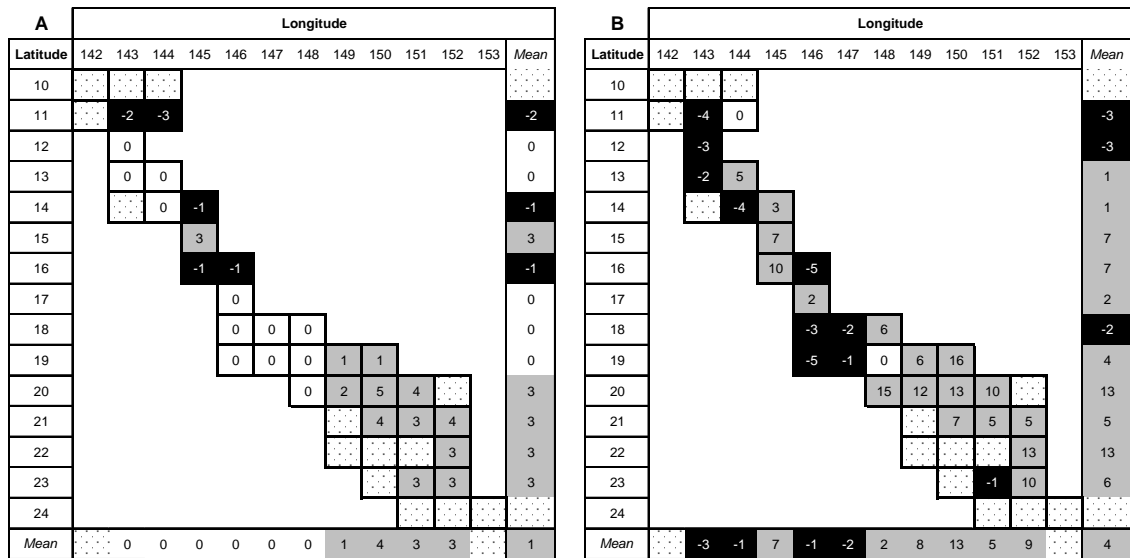 A Longitude
Latitude 142 143 144 145 146 147 148 149 150 151 152 153 Mean
10
11 -2 -3 -2
12 0 0
13 0 0 0
14 0 -1 -1
15 3 3
16 -1 -1 -1
17 0 0
18 0 0 0 0
19 0 0 0 1 1 0
20 0 2 5 4 3
21 4 3 4 3
22 3 3
23 3 3 3
24
Mean 0 0 0 0 0 0 1 4 3 3 1
B Longitude
Latitude 142 143 144 145 146 147 148 149 150 151 152 153 Mean
10
11 -4 0 -3
12 -3 -3
13 -2 5 1
14 -4 3 1
15 7 7
16 10 -5 7
17 2 2
18 -3 -2 6 -2
19 -5 -1 0 6 16 4
20 15 12 13 10 13
21 7 5 5 5
22 13 13
23 -1 10 6
24
Mean -3 -1 7 -1 -2 2 8 13 5 9 4